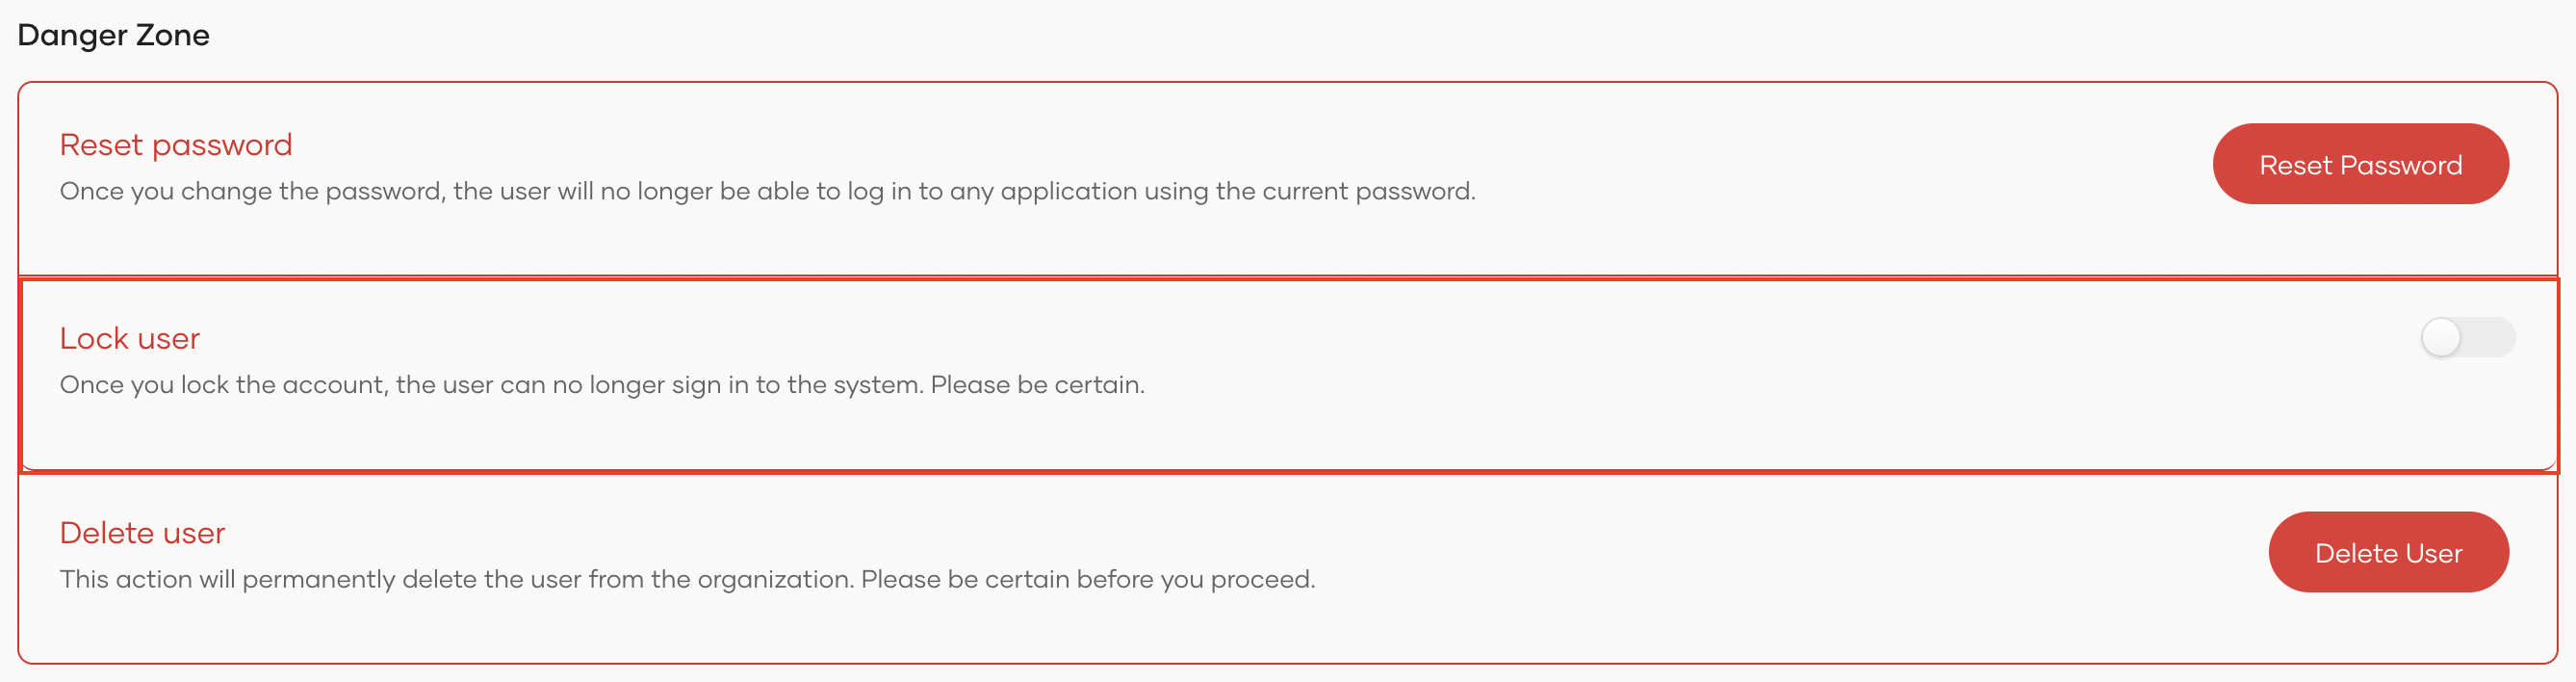 Danger Zone
Reset password
Once you change the password, the user will no longer be able to log in to any application using the current password.
Reset Password
Lock user
Once you lock the account, the user can no longer sign in to the system. Please be certain.
Delete user
This action will permanently delete the user from the organization. Please be certain before you proceed.
Delete User